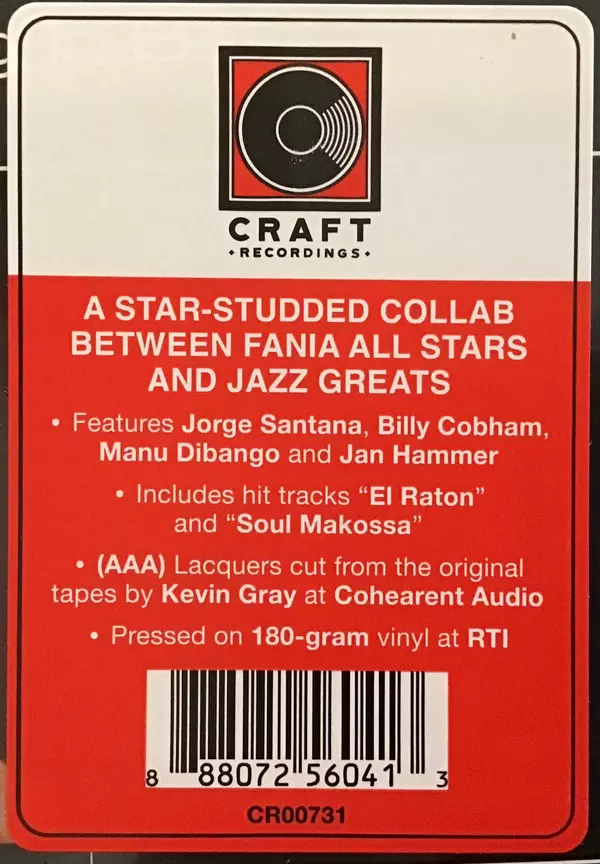 CRAFT
• RECORDINGS •
A STAR-STUDDED COLLAB
BETWEEN FANIA ALL STARS
AND JAZZ GREATS
• Features Jorge Santana, Billy Cobham,
Manu Dibango and Jan Hammer
• Includes hit tracks “El Raton”
and “Soul Makossa”
• (AAA) Lacquers cut from the original
tapes by Kevin Gray at Cohearent Audio
• Pressed on 180-gram vinyl at RTI
8 88072 56041 3
CR00731